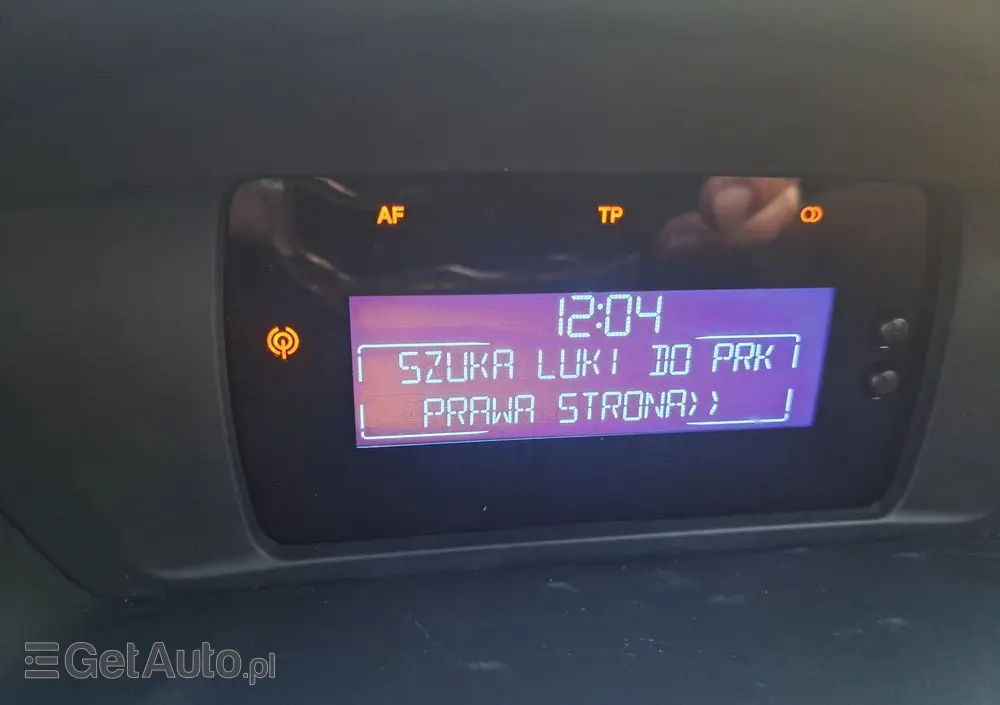 AF TP
12:04
SZUKA LUKI DO PRK
PRAWA STRONA>>
GetAuto.pl